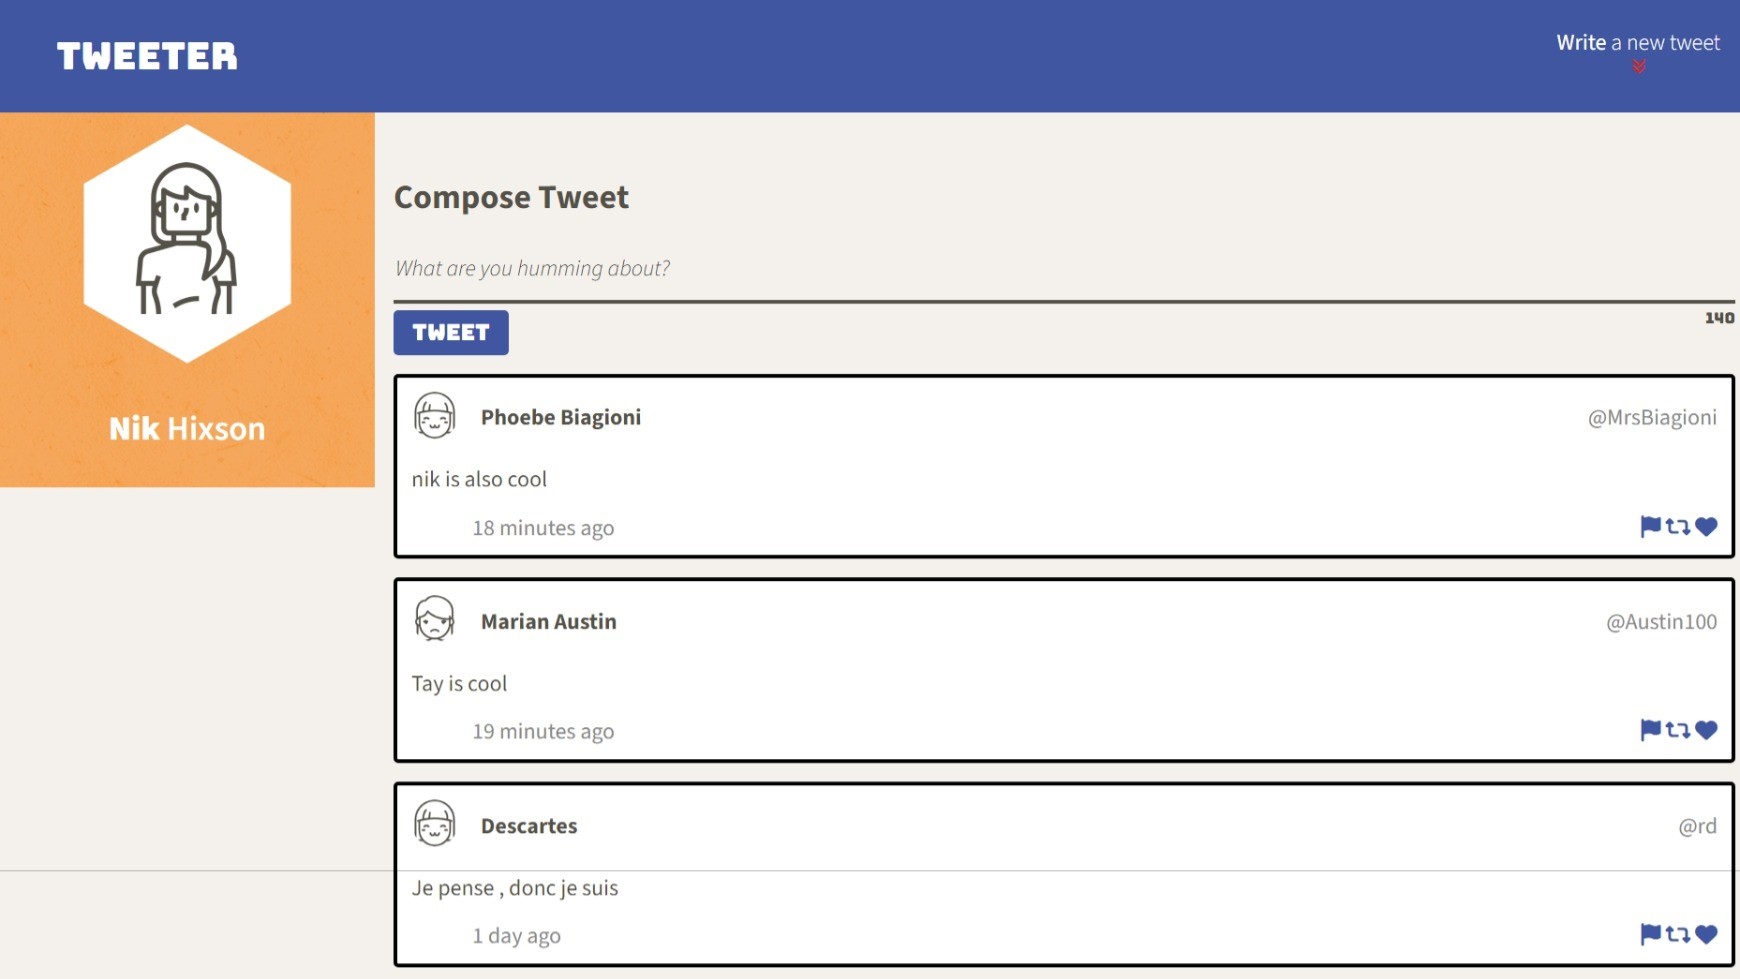 TWEETER
Write a new tweet
Nik Hixson
Compose Tweet
What are you humming about?
TWEET
140
Phoebe Biagioni
@MrsBiagioni
nik is also cool
18 minutes ago
Marian Austin
@Austin100
Tay is cool
19 minutes ago
Descartes
@rd
Je pense , donc je suis
1 day ago